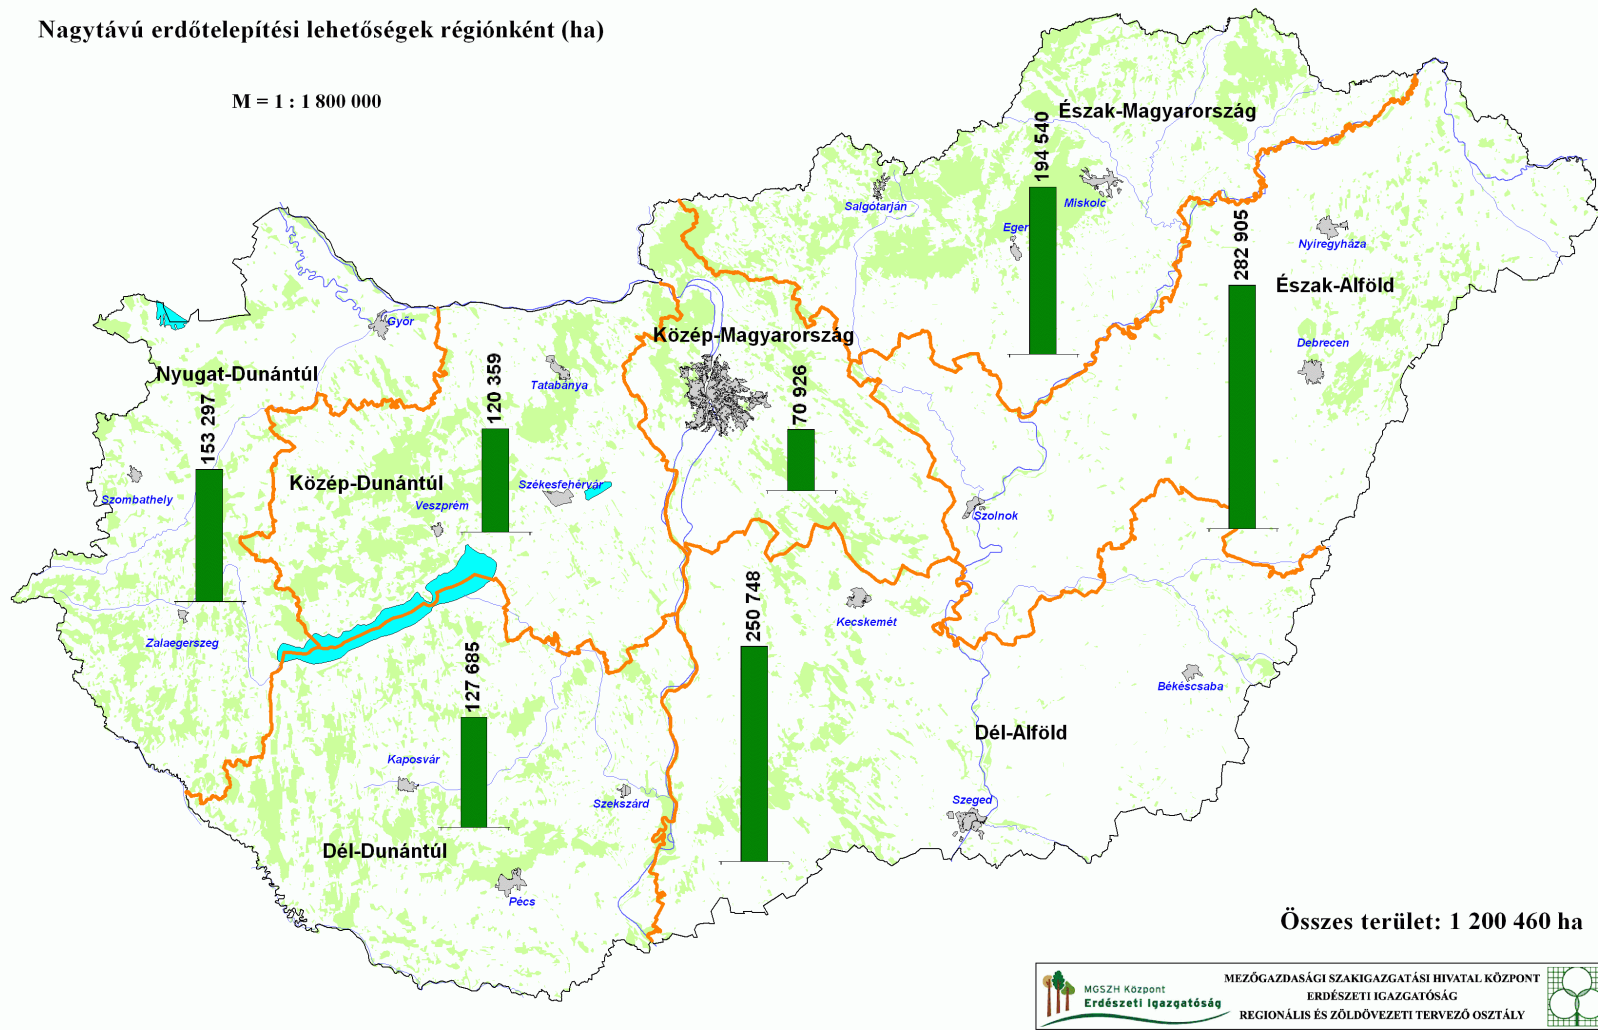 Nagytávú erdőtelepítési lehetőségek régiónként (ha)
M = 1 : 1 800 000
Észak-Magyarország
194 540
Miskolc
Salgótarján
Eger
Nyíregyháza
282 905
Észak-Alföld
Győr
Közép-Magyarország
Debrecen
Nyugat-Dunántúl
153 297
120 359
Tatabánya
70 926
Közép-Dunántúl
Székesfehérvár
Szombathely
Veszprém
Szolnok
250 748
Kecskemét
Zalaegerszeg
127 685
Békéscsaba
Dél-Alföld
Kaposvár
Szekszárd
Szeged
Dél-Dunántúl
Pécs
Összes terület: 1 200 460 ha
MGSZH Központ
Erdészeti Igazgatóság
MEZŐGAZDASÁGI SZAKIGAZGATÁSI HIVATAL KÖZPONT
ERDÉSZETI IGAZGATÓSÁG
REGIONÁLIS ÉS ZÖLDÖVEZETI TERVEZŐ OSZTÁLY